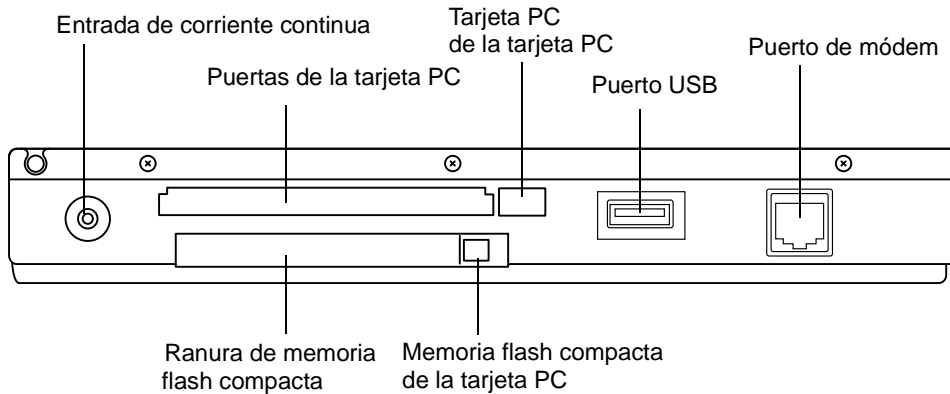 Entrada de corriente continua
Tarjeta PC
de la tarjeta PC
Puertas de la tarjeta PC
Puerto USB
Puerto de módem
Ranura de memoria
flash compacta
Memoria flash compacta
de la tarjeta PC